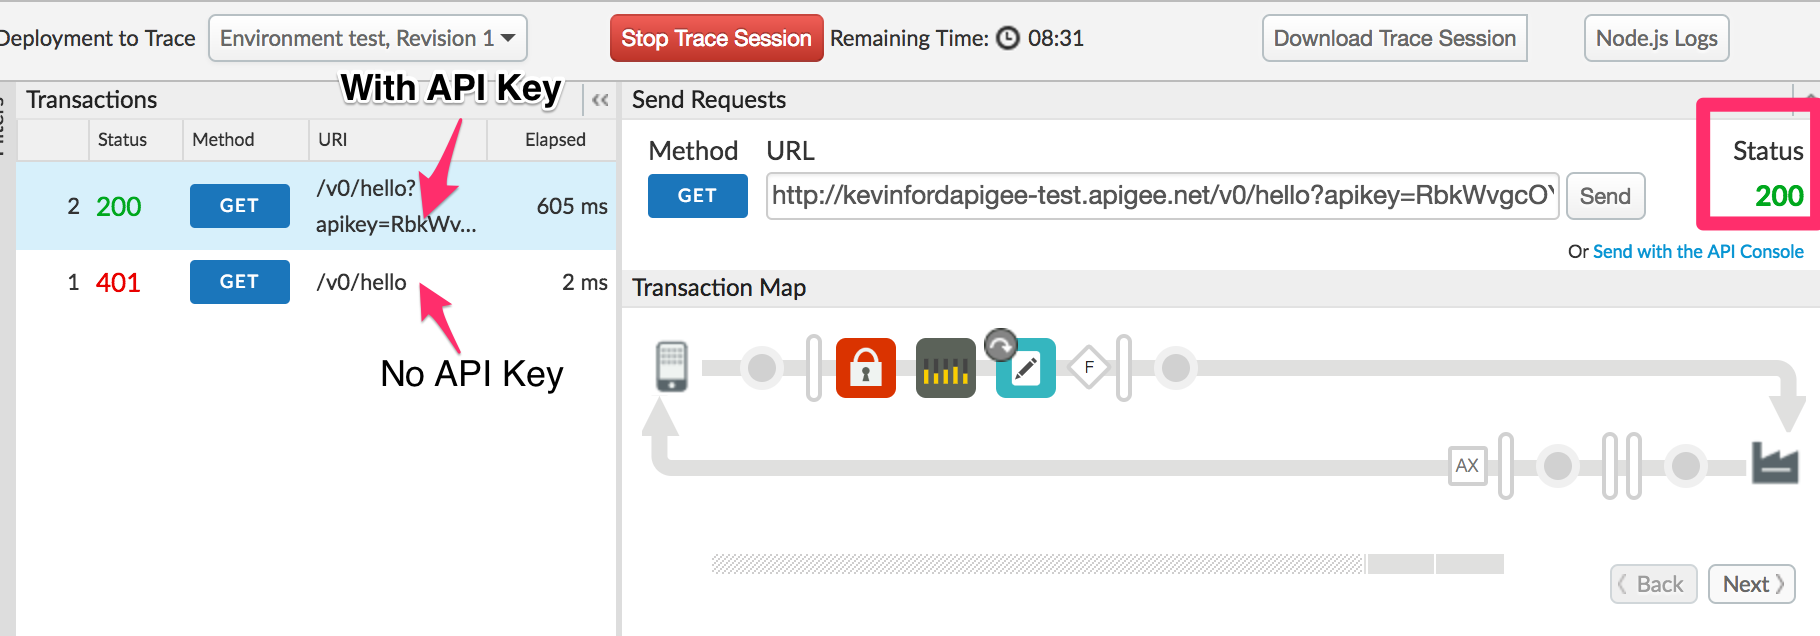 Deployment to Trace
Environment test, Revision 1
Stop Trace Session
Remaining Time: 08:31
Download Trace Session
Node.js Logs
With API Key
Transactions
«
Status Method URI Elapsed
2 200 GET /v0/hello?
apikey=RbkWv... 605 ms
1 401 GET /v0/hello 2 ms
No API Key
Send Requests
Method URL Status
GET http://kevinfordapigee-test.apigee.net/v0/hello?apikey=RbkWvgcO Send 200
Or Send with the API Console
Transaction Map
F
AX
Back Next